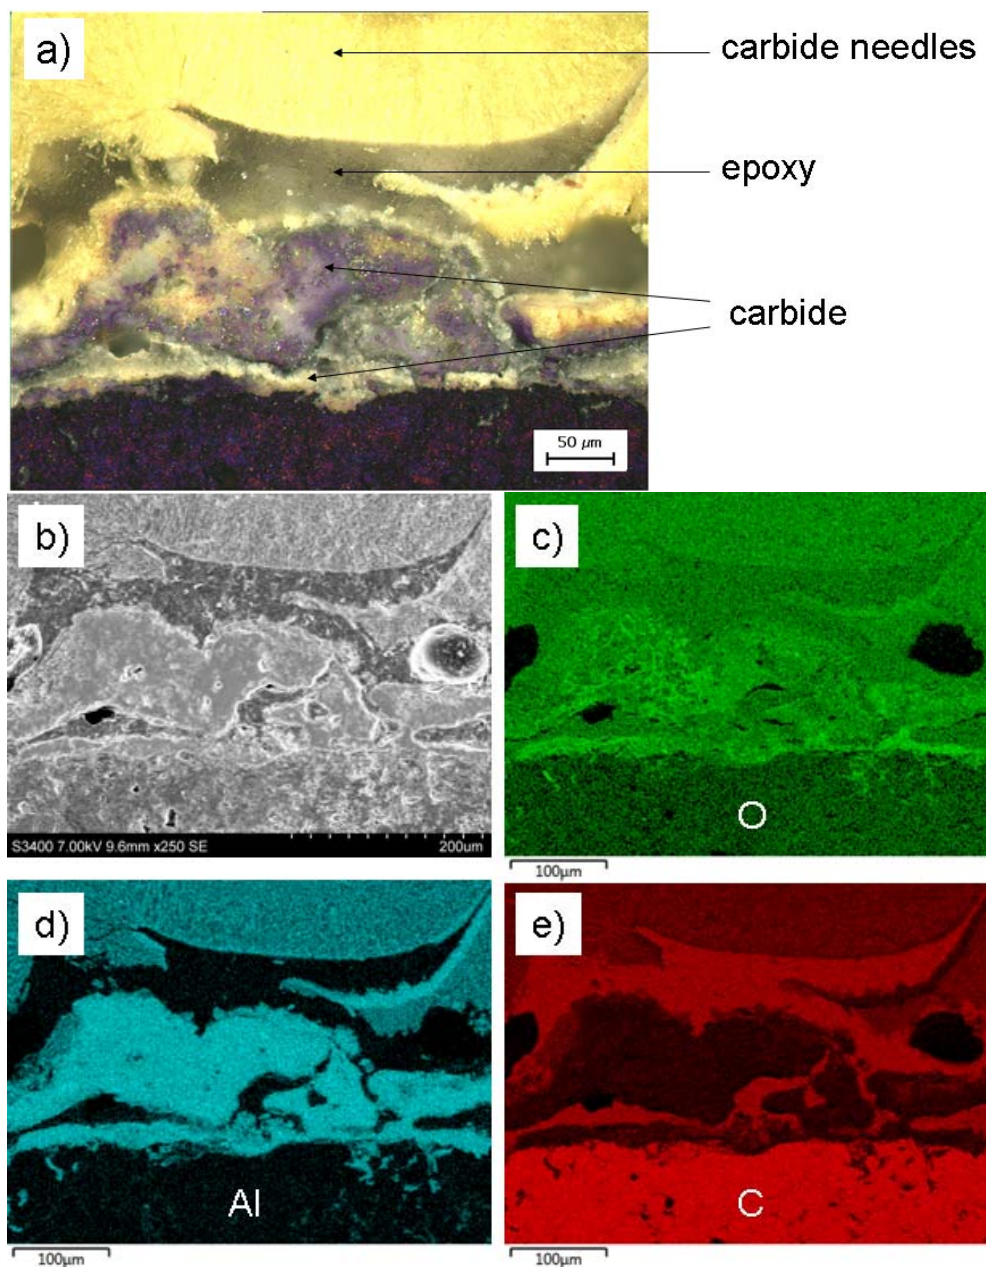 a)
carbide needles
epoxy
carbide
50 µm
b)
c)
S3400 7.00kV 9.6mm x250 SE
200um
O
100µm
d)
e)
Al
C
100µm
100µm